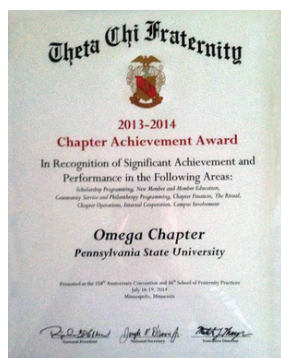 Theta Chi Fraternity
2013-2014
Chapter Achievement Award
In Recognition of Significant Achievement and
Performance in the Following Areas:
Scholarship Programming, New Member and Member Education,
Community Service and Philanthropy Programming, Chapter Finances, The Ritual,
Chapter Operations, Internal Cooperation, Campus Involvement
Omega Chapter
Pennsylvania State University
Presented at the 158th Anniversary Convention and 46th School of Fraternity Practices
July 16-19, 2014
Minneapolis, Minnesota
National President National Secretary Executive Director